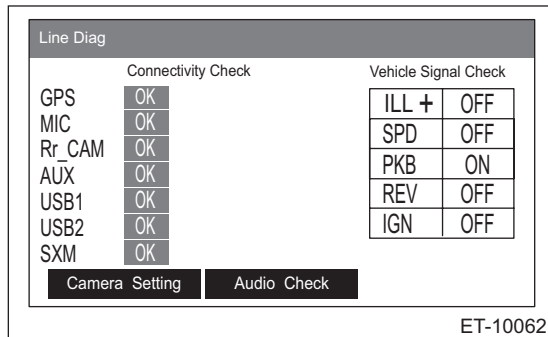 Line Diag
Connectivity Check Vehicle Signal Check
GPS OK
MIC OK
Rr_CAM OK
AUX OK
USB1 OK
USB2 OK
SXM OK
ILL + OFF
SPD OFF
PKB ON
REV OFF
IGN OFF
Camera Setting Audio Check
ET-10062